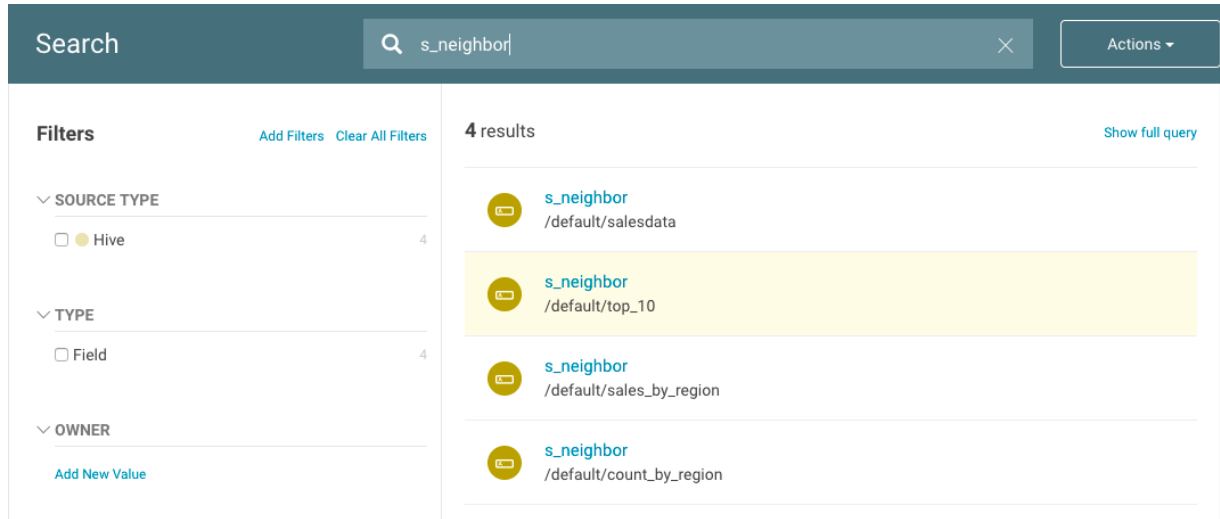 Search
s_neighbor
Actions
Filters
Add Filters Clear All Filters
SOURCE TYPE
Hive 4
TYPE
Field 4
OWNER
Add New Value
4 results
Show full query
s_neighbor
/default/salesdata
s_neighbor
/default/top_10
s_neighbor
/default/sales_by_region
s_neighbor
/default/count_by_region